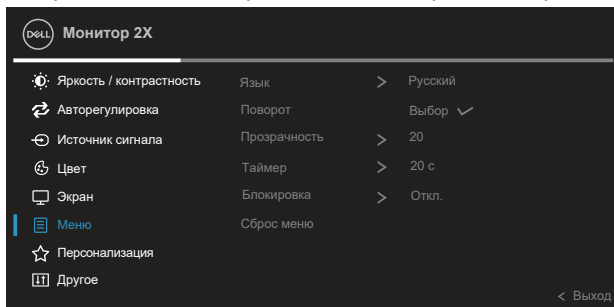 DELL Монитор 2X
Яркость / контрастность Язык > Русский
Авторегулировка Поворот Выбор ✓
Источник сигнала Прозрачность > 20
Цвет Таймер > 20 с
Экран Блокировка > Откл.
Меню Сброс меню
Персонализация
Другое
< Выход